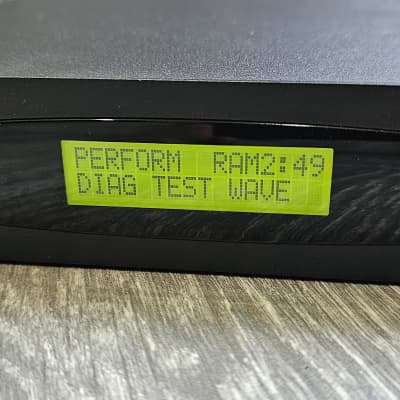 PERFORM RAM2:49
DIAG TEST WAVE